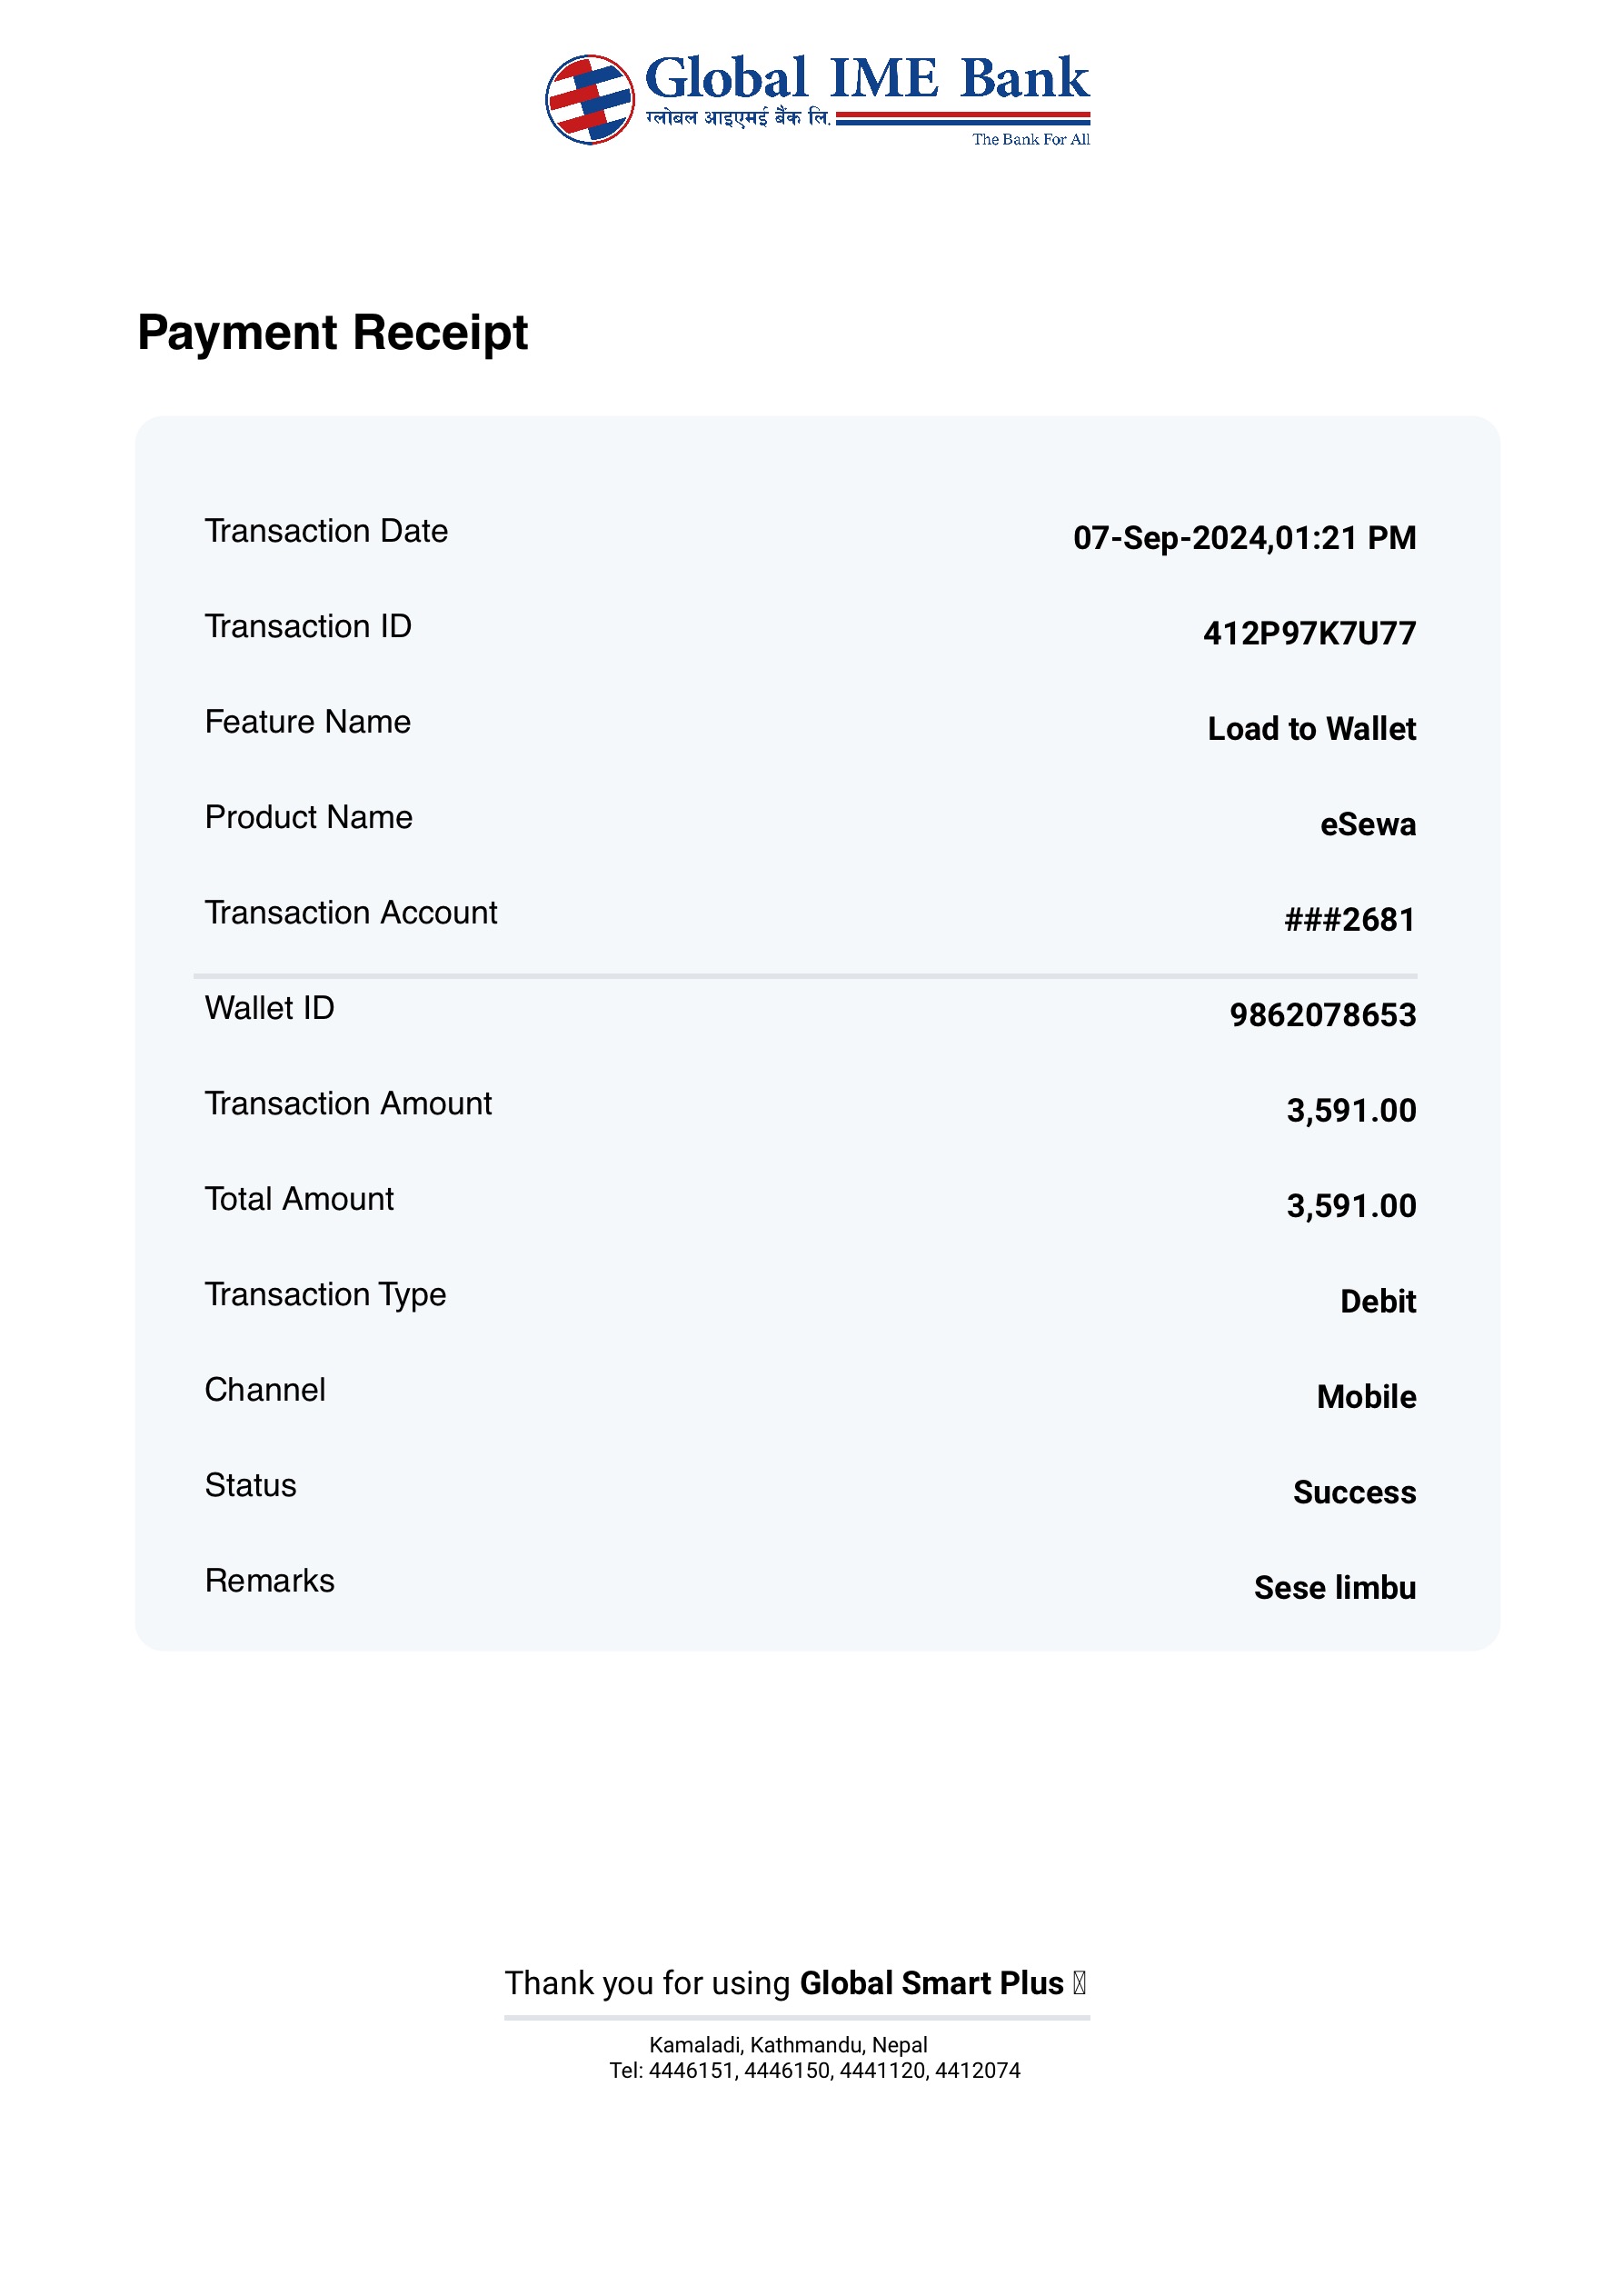 Global IME Bank
ग्लोबल आइएमई बैंक लि.
The Bank For All
Payment Receipt
Transaction Date 07-Sep-2024,01:21 PM
Transaction ID 412P97K7U77
Feature Name Load to Wallet
Product Name eSewa
Transaction Account ###2681
Wallet ID 9862078653
Transaction Amount 3,591.00
Total Amount 3,591.00
Transaction Type Debit
Channel Mobile
Status Success
Remarks Sese limbu
Thank you for using Global Smart Plus
Kamaladi, Kathmandu, Nepal
Tel: 4446151, 4446150, 4441120, 4412074